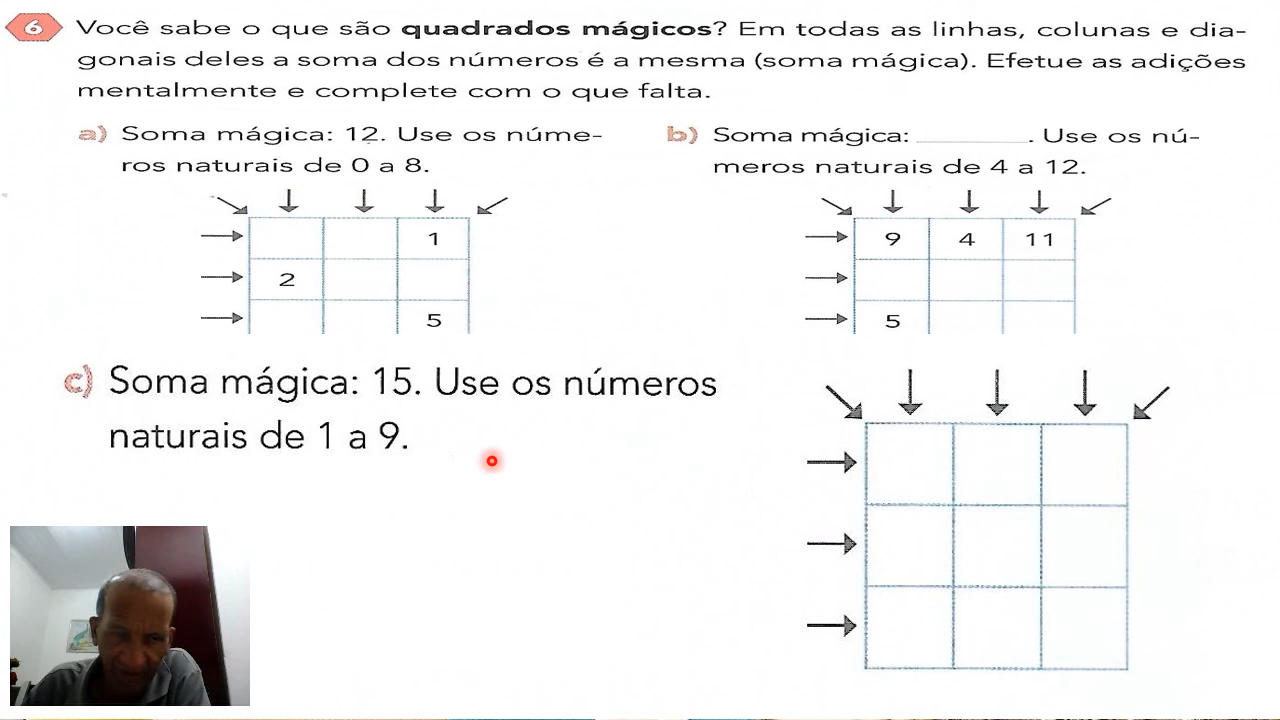 6 Você sabe o que são quadrados mágicos? Em todas as linhas, colunas e dia-
gonais deles a soma dos números é a mesma (soma mágica). Efetue as adições
mentalmente e complete com o que falta.
a) Soma mágica: 12. Use os núme-
ros naturais de 0 a 8.
1
2
5
b) Soma mágica: ________. Use os nú-
meros naturais de 4 a 12.
9 4 11
5
c) Soma mágica: 15. Use os números
naturais de 1 a 9.